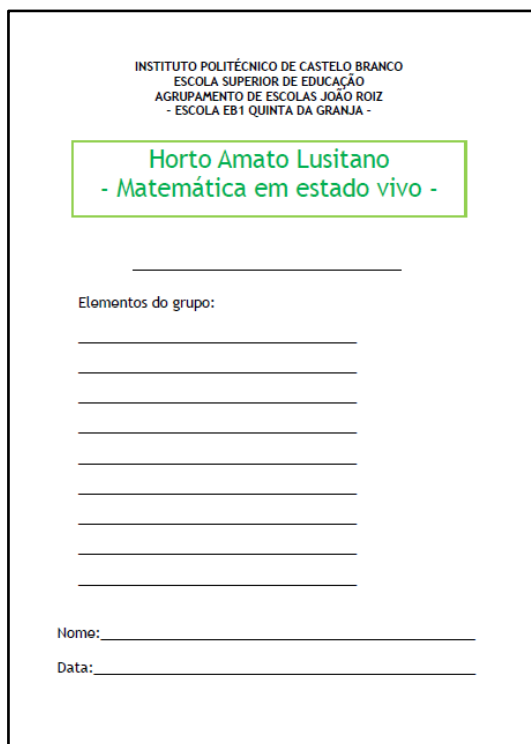 INSTITUTO POLITÉCNICO DE CASTELO BRANCO
ESCOLA SUPERIOR DE EDUCAÇÃO
AGRUPAMENTO DE ESCOLAS JOÃO ROIZ
- ESCOLA EB1 QUINTA DA GRANJA -
Horto Amato Lusitano
- Matemática em estado vivo -
Elementos do grupo:
Nome:
Data: